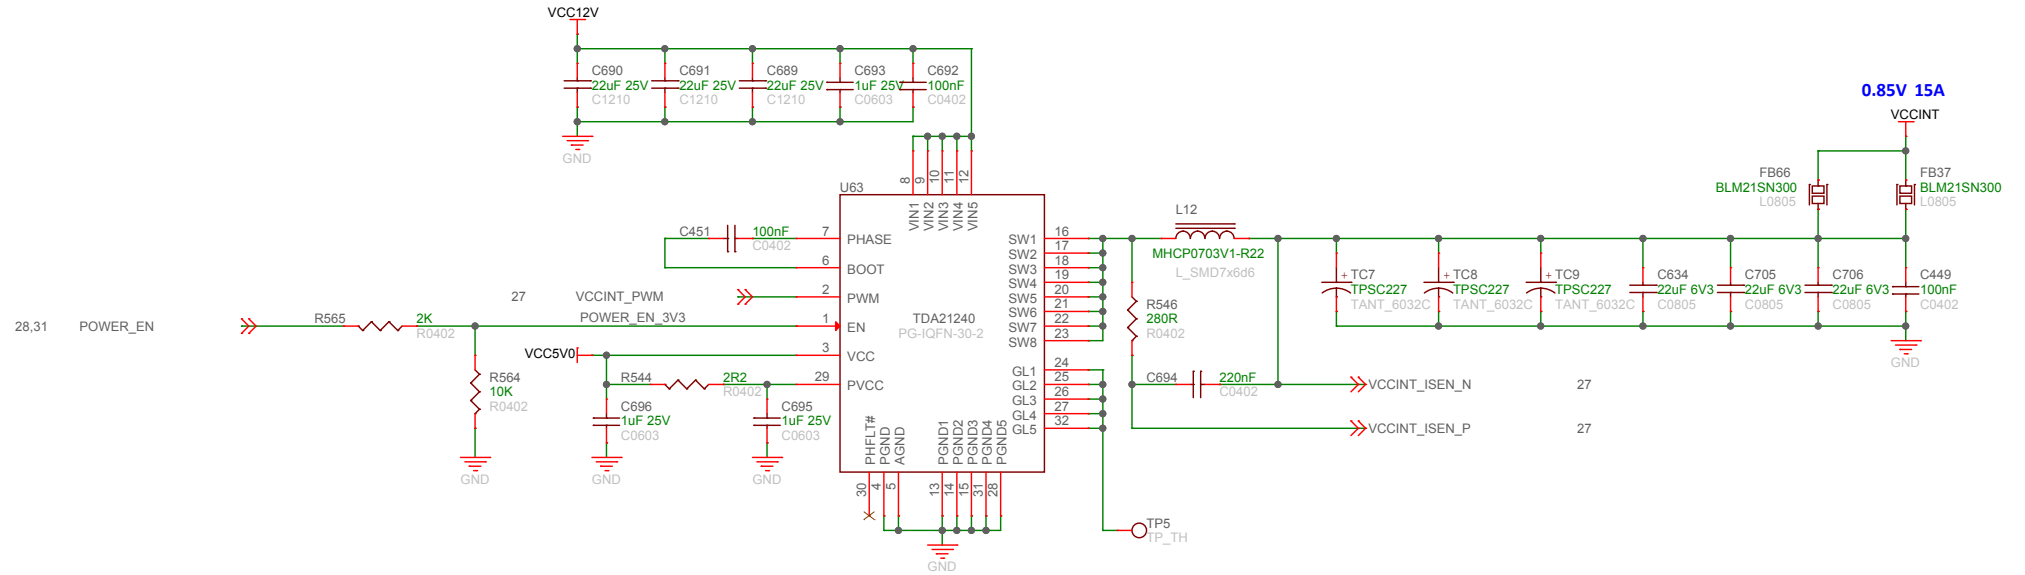 VCC12V
C690
22uF 25V
C1210
C691
22uF 25V
C1210
C689
22uF 25V
C1210
C693
1uF 25V
C0603
C692
100nF
C0402
GND
0.85V 15A
VCCINT
FB66
BLM21SN300
L0805
FB37
BLM21SN300
L0805
U63
8
9
10
11
12
VIN1
VIN2
VIN3
VIN4
VIN5
C451
100nF
C0402
7
PHASE
6
BOOT
27
VCCINT_PWM
2
PWM
28,31
POWER_EN
R565
2K
R0402
POWER_EN_3V3
1
EN
TDA21240
PG-IQFN-30-2
VCC5V0
3
VCC
R544
2R2
R0402
29
PVCC
R564
10K
R0402
GND
C696
1uF 25V
C0603
GND
C695
1uF 25V
C0603
GND
SW1
16
SW2
17
SW3
18
SW4
19
SW5
20
SW6
21
SW7
22
SW8
23
GL1
24
GL2
25
GL3
26
GL4
27
GL5
32
PHFLT#
PGND
AGND
PGND1
PGND2
PGND3
PGND4
PGND5
30
4
5
13
14
15
31
28
GND
TP5
TP_TH
L12
MHCP0703V1-R22
L_SMD7x6d6
R546
280R
R0402
C694
220nF
C0402
VCCINT_ISEN_N
27
VCCINT_ISEN_P
27
+
TC7
TPSC227
TANT_6032C
+
TC8
TPSC227
TANT_6032C
+
TC9
TPSC227
TANT_6032C
C634
22uF 6V3
C0805
C705
22uF 6V3
C0805
C706
22uF 6V3
C0805
C449
100nF
C0402
GND